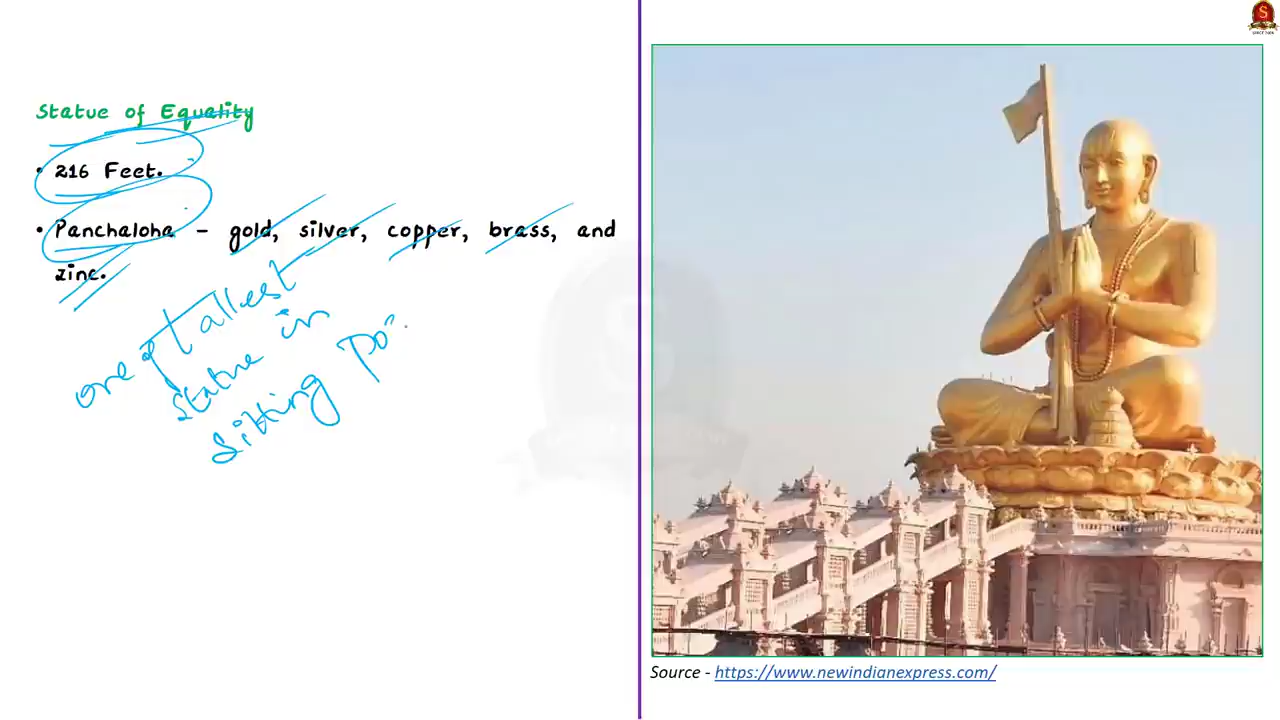 Statue of Equality
• 216 Feet.
• Panchaloha – gold, silver, copper, brass, and
zinc.
one of tallest
statue in
sitting Pos
Source - https://www.newindianexpress.com/